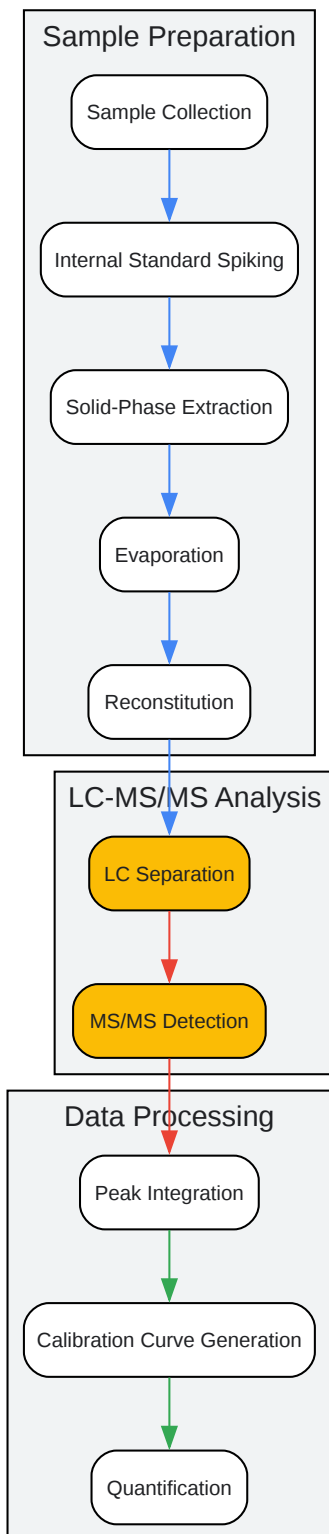 Sample Preparation
Sample Collection
Internal Standard Spiking
Solid-Phase Extraction
Evaporation
Reconstitution
LC-MS/MS Analysis
LC Separation
MS/MS Detection
Data Processing
Peak Integration
Calibration Curve Generation
Quantification